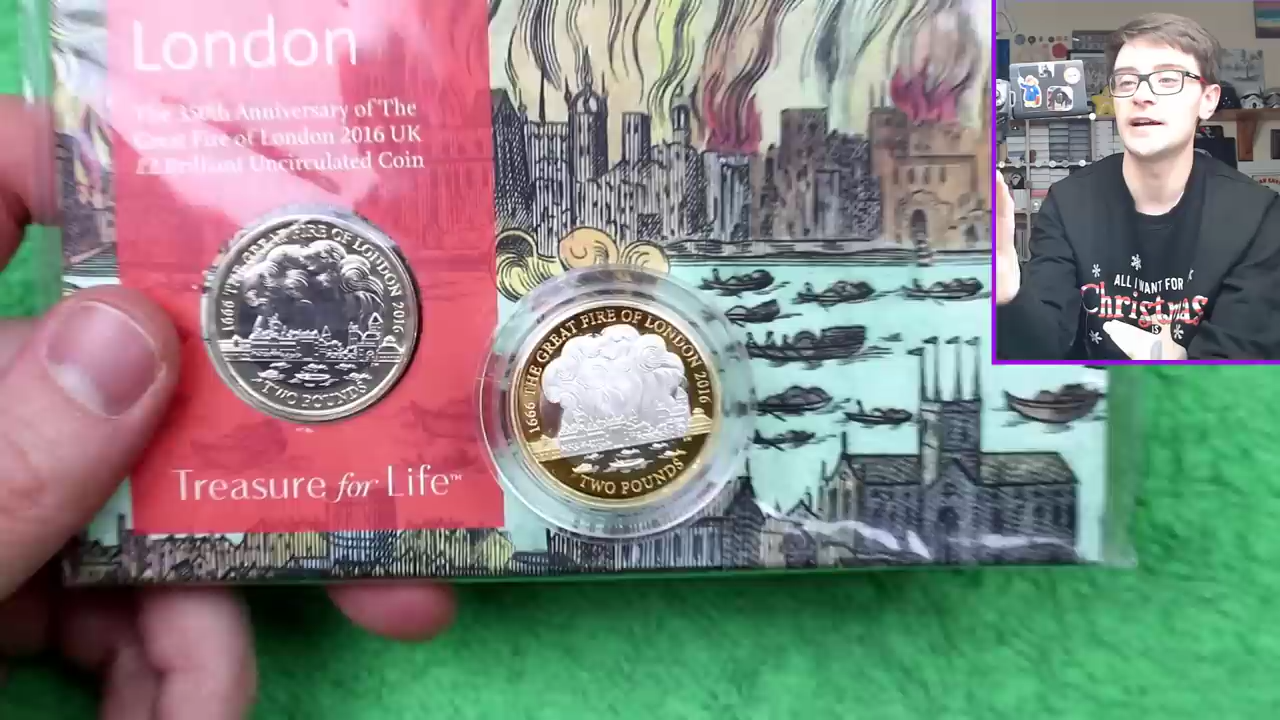 London
The 350th Anniversary of The
Great Fire of London 2016 UK
£2 Brilliant Uncirculated Coin
1666 THE GREAT FIRE OF LONDON 2016
TWO POUNDS
1666 THE GREAT FIRE OF LONDON 2016
TWO POUNDS
Treasure for Life™
ALL I WANT FOR
Christmas
IS